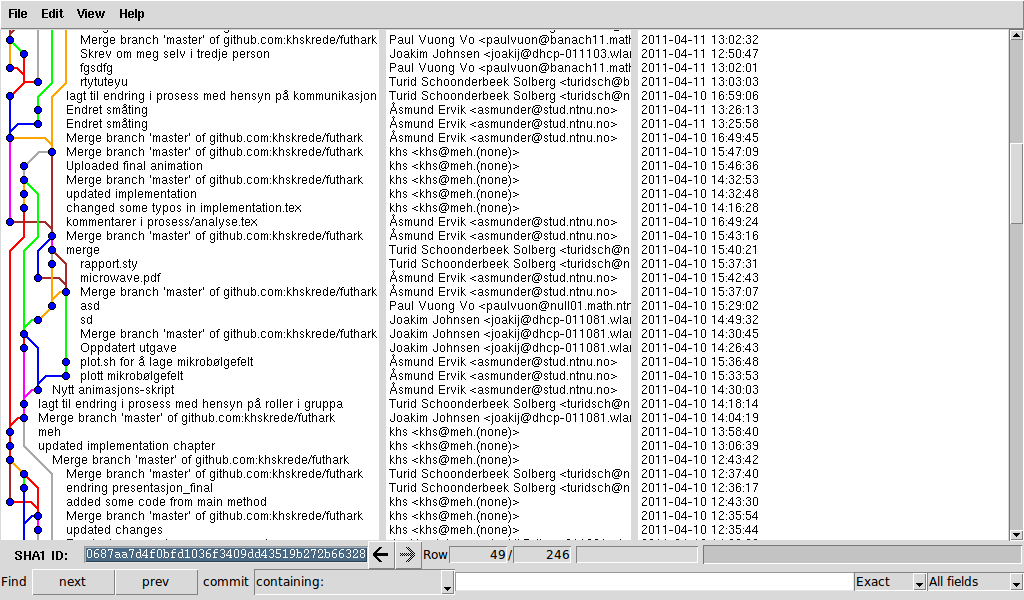 File Edit View Help
Merge branch 'master' of github.com:khskrede/futhark Paul Vuong Vo <paulvuon@banach11.math 2011-04-11 13:02:32
Skrev om meg selv i tredje person Joakim Johnsen <joakij@dhcp-011103.wlar 2011-04-11 12:50:47
fgsdfg Paul Vuong Vo <paulvuon@banach11.math 2011-04-11 13:02:01
rtytuteyu Turid Schoonderbeek Solberg <turidsch@n 2011-04-11 13:03:03
lagt til endring i prosess med hensyn på kommunikasjon Turid Schoonderbeek Solberg <turidsch@n 2011-04-10 16:59:06
Endret småting Åsmund Ervik <asmunder@stud.ntnu.no> 2011-04-11 13:26:13
Endret småting Åsmund Ervik <asmunder@stud.ntnu.no> 2011-04-11 13:25:58
Merge branch 'master' of github.com:khskrede/futhark Åsmund Ervik <asmunder@stud.ntnu.no> 2011-04-10 16:49:45
Merge branch 'master' of github.com:khskrede/futhark khs <khs@meh.(none)> 2011-04-10 15:47:09
Uploaded final animation khs <khs@meh.(none)> 2011-04-10 15:46:36
Merge branch 'master' of github.com:khskrede/futhark khs <khs@meh.(none)> 2011-04-10 14:32:53
updated implementation khs <khs@meh.(none)> 2011-04-10 14:32:48
changed some typos in implementation.tex khs <khs@meh.(none)> 2011-04-10 14:16:28
kommentarer i prosess/analyse.tex Åsmund Ervik <asmunder@stud.ntnu.no> 2011-04-10 16:49:24
Merge branch 'master' of github.com:khskrede/futhark Åsmund Ervik <asmunder@stud.ntnu.no> 2011-04-10 15:43:16
merge Turid Schoonderbeek Solberg <turidsch@n 2011-04-10 15:40:21
rapport.sty Turid Schoonderbeek Solberg <turidsch@n 2011-04-10 15:37:31
microwave.pdf Åsmund Ervik <asmunder@stud.ntnu.no> 2011-04-10 15:42:43
Merge branch 'master' of github.com:khskrede/futhark Åsmund Ervik <asmunder@stud.ntnu.no> 2011-04-10 15:37:07
asd Paul Vuong Vo <paulvuon@null01.math.ntr 2011-04-10 15:29:02
sd Joakim Johnsen <joakij@dhcp-011081.wlar 2011-04-10 14:49:32
Merge branch 'master' of github.com:khskrede/futhark Joakim Johnsen <joakij@dhcp-011081.wlar 2011-04-10 14:30:45
Oppdatert utgave Joakim Johnsen <joakij@dhcp-011081.wlar 2011-04-10 14:26:43
plot.sh for å lage mikrobølgefelt Åsmund Ervik <asmunder@stud.ntnu.no> 2011-04-10 15:36:48
plott mikrobølgefelt Åsmund Ervik <asmunder@stud.ntnu.no> 2011-04-10 15:33:53
Nytt animasjons-skript Åsmund Ervik <asmunder@stud.ntnu.no> 2011-04-10 14:30:03
lagt til endring i prosess med hensyn på roller i gruppa Turid Schoonderbeek Solberg <turidsch@n 2011-04-10 14:18:14
Merge branch 'master' of github.com:khskrede/futhark Joakim Johnsen <joakij@dhcp-011081.wlar 2011-04-10 14:04:19
meh khs <khs@meh.(none)> 2011-04-10 13:58:40
updated implementation chapter khs <khs@meh.(none)> 2011-04-10 13:06:39
Merge branch 'master' of github.com:khskrede/futhark khs <khs@meh.(none)> 2011-04-10 12:43:42
Merge branch 'master' of github.com:khskrede/futhark Turid Schoonderbeek Solberg <turidsch@n 2011-04-10 12:37:40
endring presentasjon_final Turid Schoonderbeek Solberg <turidsch@n 2011-04-10 12:36:17
added some code from main method khs <khs@meh.(none)> 2011-04-10 12:43:30
Merge branch 'master' of github.com:khskrede/futhark khs <khs@meh.(none)> 2011-04-10 12:35:54
updated changes khs <khs@meh.(none)> 2011-04-10 12:35:44
SHA1 ID: 0687aa7d4f0bfd1036f3409dd43519b272b66328 Row 49 / 246
Find next prev commit containing: Exact All fields